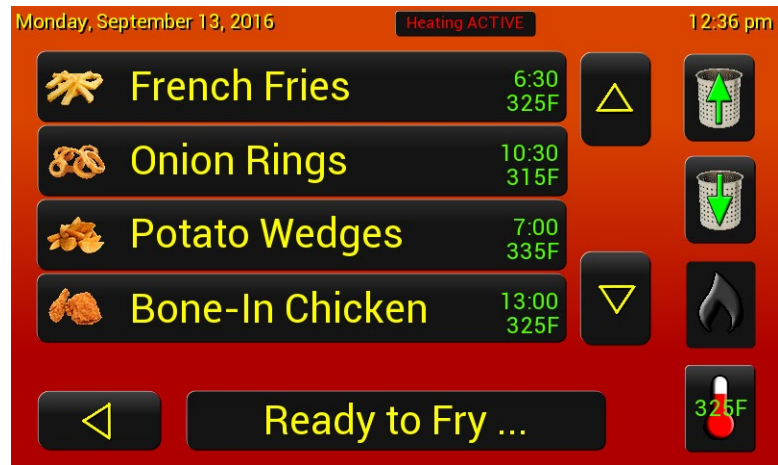 Monday, September 13, 2016 Heating ACTIVE 12:36 pm
French Fries 6:30
325F
Onion Rings 10:30
315F
Potato Wedges 7:00
335F
Bone-In Chicken 13:00
325F
Ready to Fry ... 325F